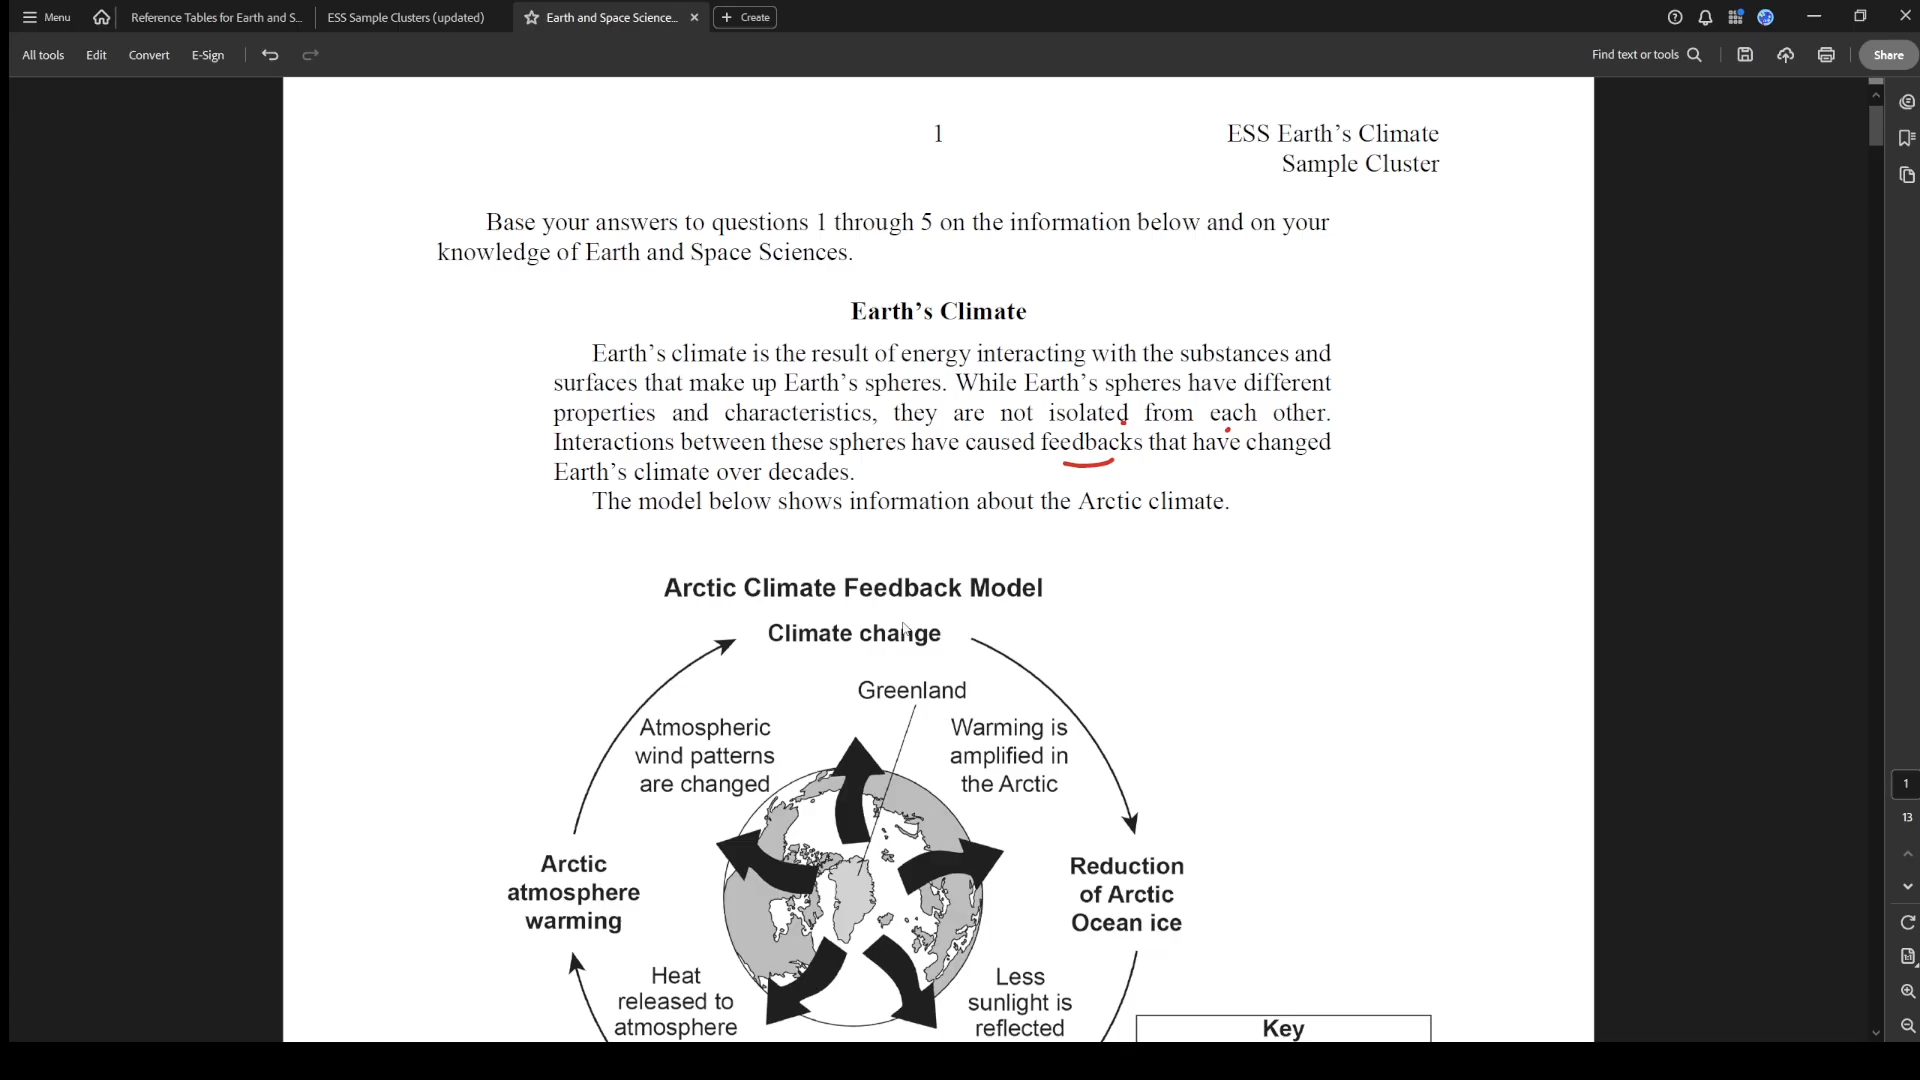 Menu
Reference Tables for Earth and S...
ESS Sample Clusters (updated)
Earth and Space Science...
Create
All tools
Edit
Convert
E-Sign
Find text or tools
Share
1
ESS Earth's Climate
Sample Cluster
Base your answers to questions 1 through 5 on the information below and on your
knowledge of Earth and Space Sciences.
Earth's Climate
Earth's climate is the result of energy interacting with the substances and
surfaces that make up Earth's spheres. While Earth's spheres have different
properties and characteristics, they are not isolated from each other.
Interactions between these spheres have caused feedbacks that have changed
Earth's climate over decades.
The model below shows information about the Arctic climate.
Arctic Climate Feedback Model
Climate change
Greenland
Atmospheric
wind patterns
are changed
Warming is
amplified in
the Arctic
Arctic
atmosphere
warming
Reduction
of Arctic
Ocean ice
Heat
released to
atmosphere
Less
sunlight is
reflected
Key
1
13